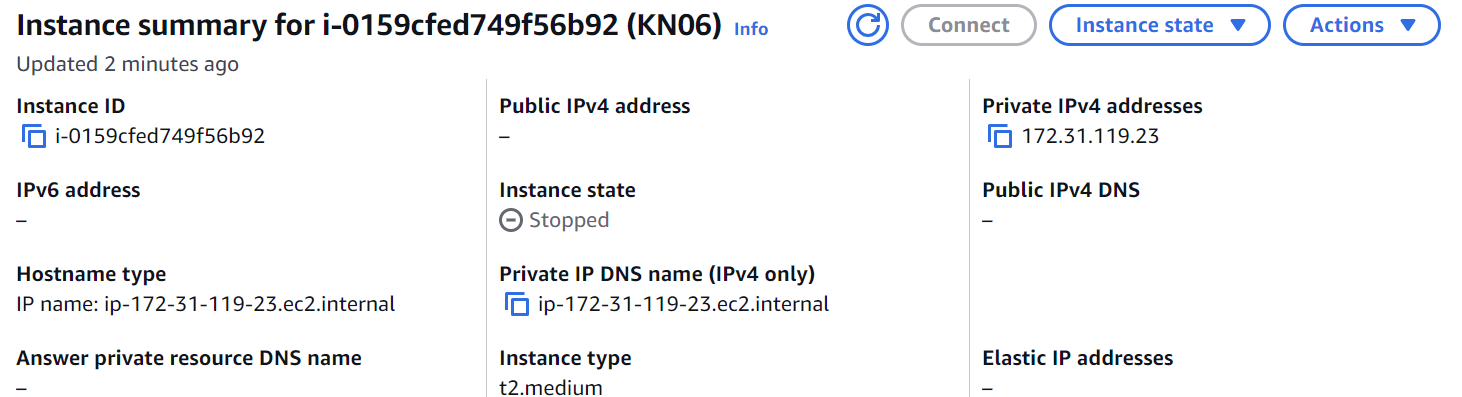 Instance summary for i-0159cfed749f56b92 (KN06) Info
Connect
Instance state
Actions
Updated 2 minutes ago
Instance ID
i-0159cfed749f56b92
Public IPv4 address
–
Private IPv4 addresses
172.31.119.23
IPv6 address
–
Instance state
Stopped
Public IPv4 DNS
–
Hostname type
IP name: ip-172-31-119-23.ec2.internal
Private IP DNS name (IPv4 only)
ip-172-31-119-23.ec2.internal
Answer private resource DNS name
–
Instance type
t2.medium
Elastic IP addresses
–